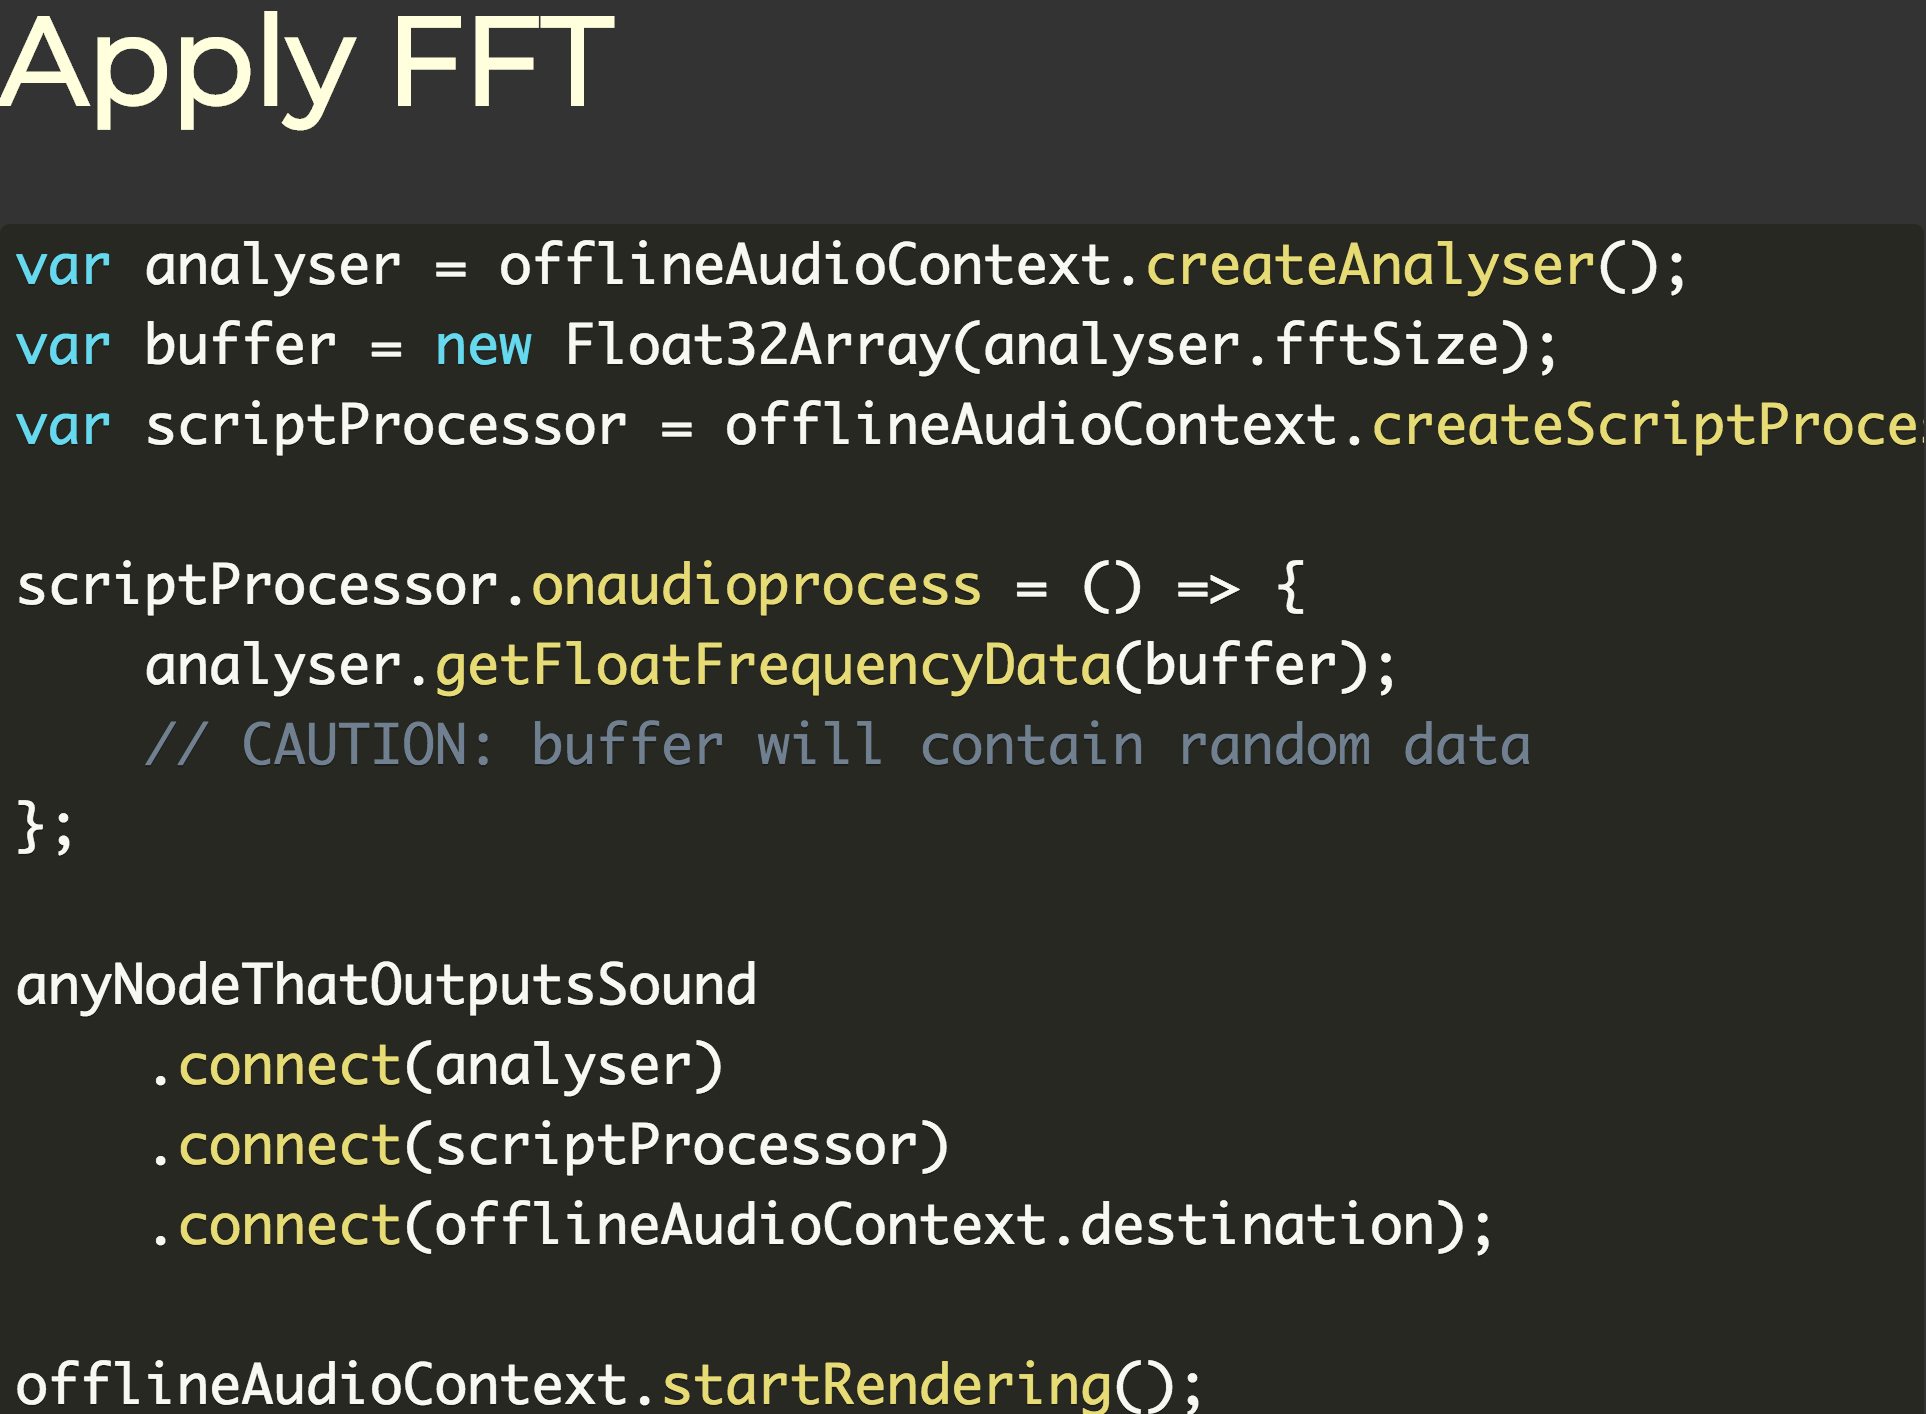 Apply FFT
var analyser = offlineAudioContext.createAnalyser();
var buffer = new Float32Array(analyser.fftSize);
var scriptProcessor = offlineAudioContext.createScriptProce
scriptProcessor.onaudioprocess = () => {
    analyser.getFloatFrequencyData(buffer);
    // CAUTION: buffer will contain random data
};
anyNodeThatOutputsSound
    .connect(analyser)
    .connect(scriptProcessor)
    .connect(offlineAudioContext.destination);
offlineAudioContext.startRendering();